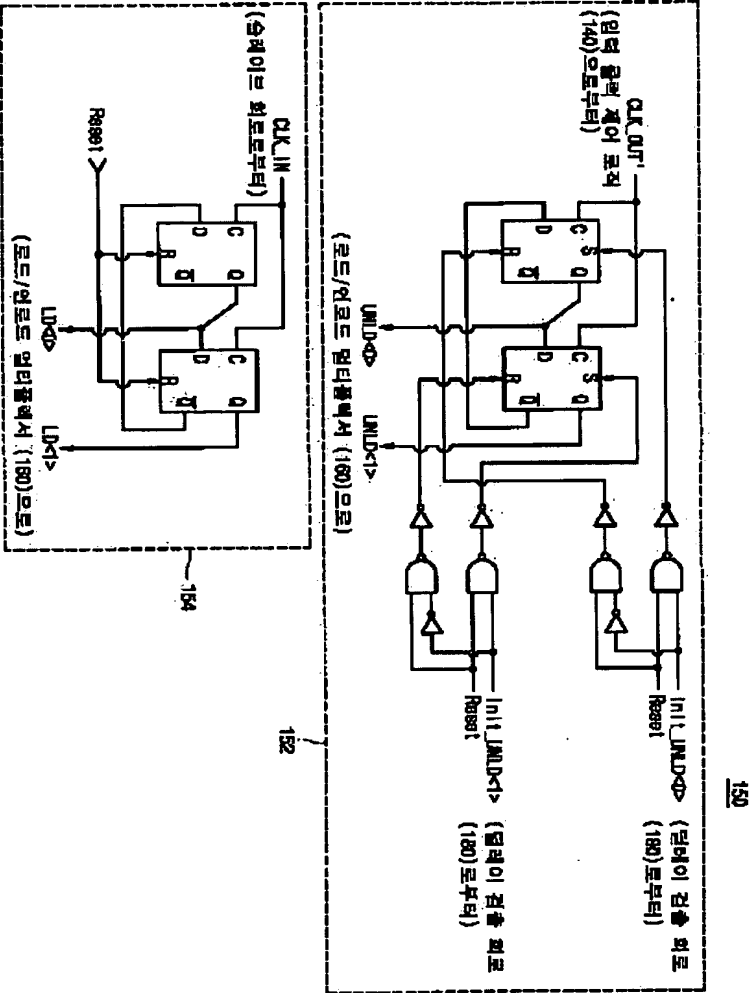 150
Init_UNLD<0>
(딜레이 검출 회로
(180)로부터)
Reset
S
C
Q
D
Q
R
S
C
Q
D
Q
R
CLK_OUT'
(입력 클럭 제어 로직
(140)으로부터)
Init_UNLD<1>
(딜레이 검출 회로
(180)로부터)
Reset
UNLD<0>
UNLD<1>
(로드/언로드 멀티플렉서 (160)으로)
152
CLK_IN
(슬레이브 회로로부터)
C
Q
D
Q
R
C
Q
D
Q
R
Reset
LD<0>
LD<1>
(로드/언로드 멀티플렉서 (160)으로)
154